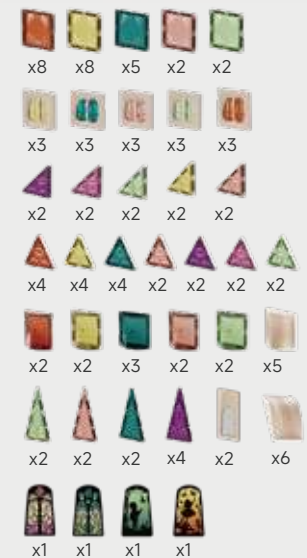 x8 x8 x5 x2 x2
x3 x3 x3 x3 x3
x2 x2 x2 x2 x2
x4 x4 x4 x2 x2 x2 x2
x2 x2 x3 x2 x2 x5
x2 x2 x2 x4 x2 x6
x1 x1 x1 x1